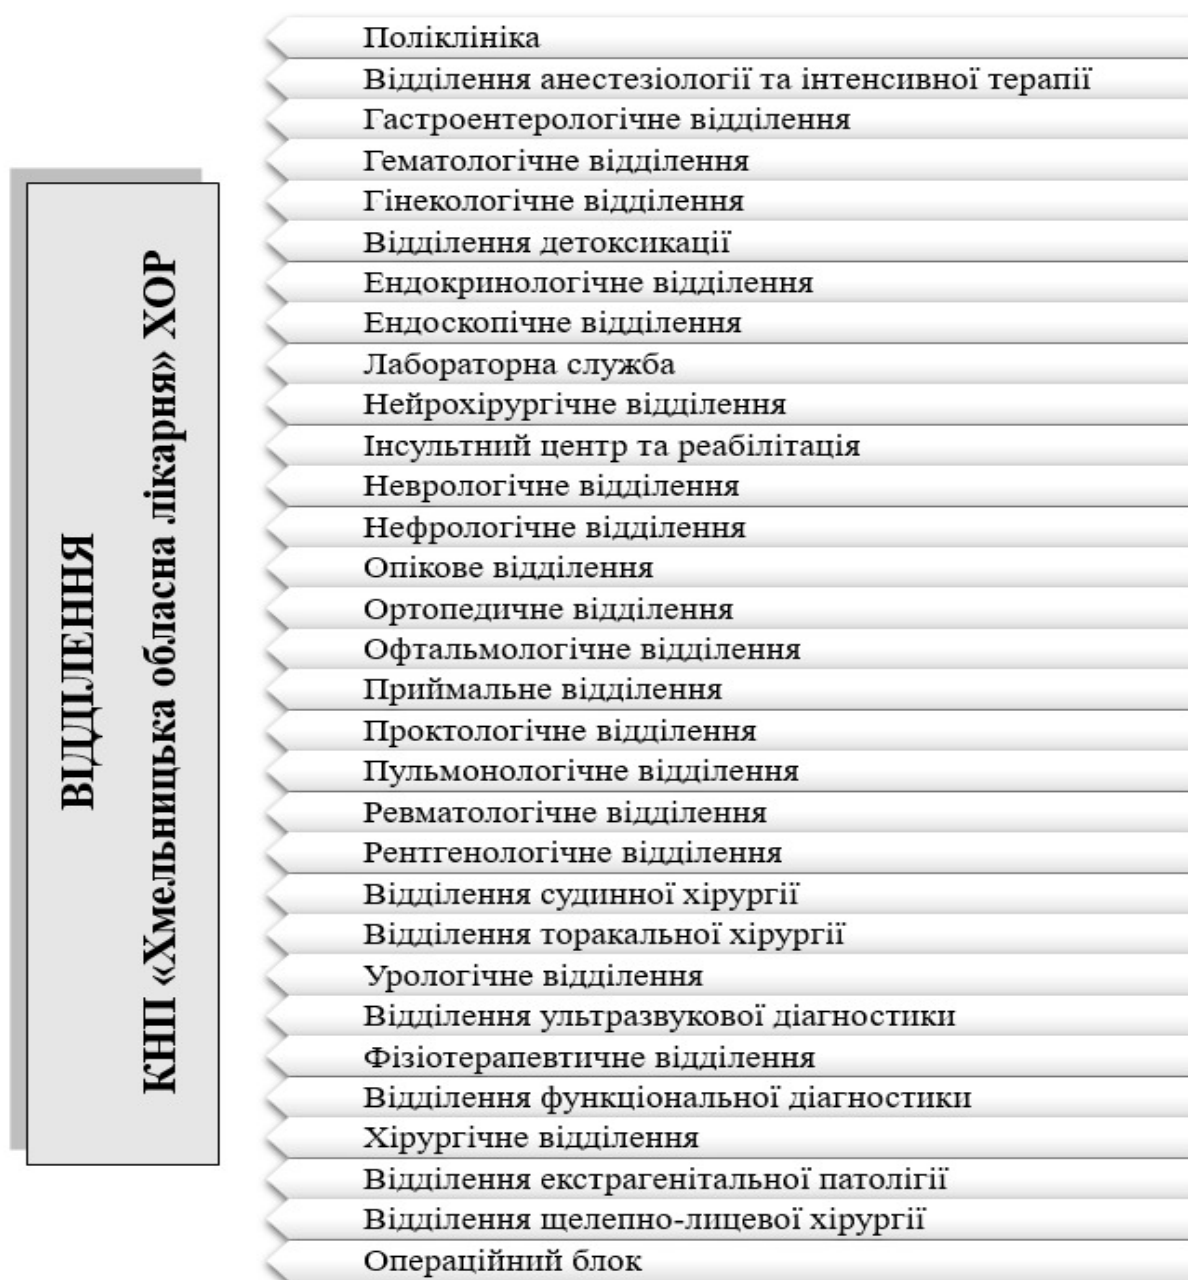 ВІДДІЛЕННЯ
КНП «Хмельницька обласна лікарня» ХОР
Поліклініка
Відділення анестезіології та інтенсивної терапії
Гастроентерологічне відділення
Гематологічне відділення
Гінекологічне відділення
Відділення детоксикації
Ендокринологічне відділення
Ендоскопічне відділення
Лабораторна служба
Нейрохірургічне відділення
Інсультний центр та реабілітація
Неврологічне відділення
Нефрологічне відділення
Опікове відділення
Ортопедичне відділення
Офтальмологічне відділення
Приймальне відділення
Проктологічне відділення
Пульмонологічне відділення
Ревматологічне відділення
Рентгенологічне відділення
Відділення судинної хірургії
Відділення торакальної хірургії
Урологічне відділення
Відділення ультразвукової діагностики
Фізіотерапевтичне відділення
Відділення функціональної діагностики
Хірургічне відділення
Відділення екстрагенітальної патолігії
Відділення щелепно-лицевої хірургії
Операційний блок